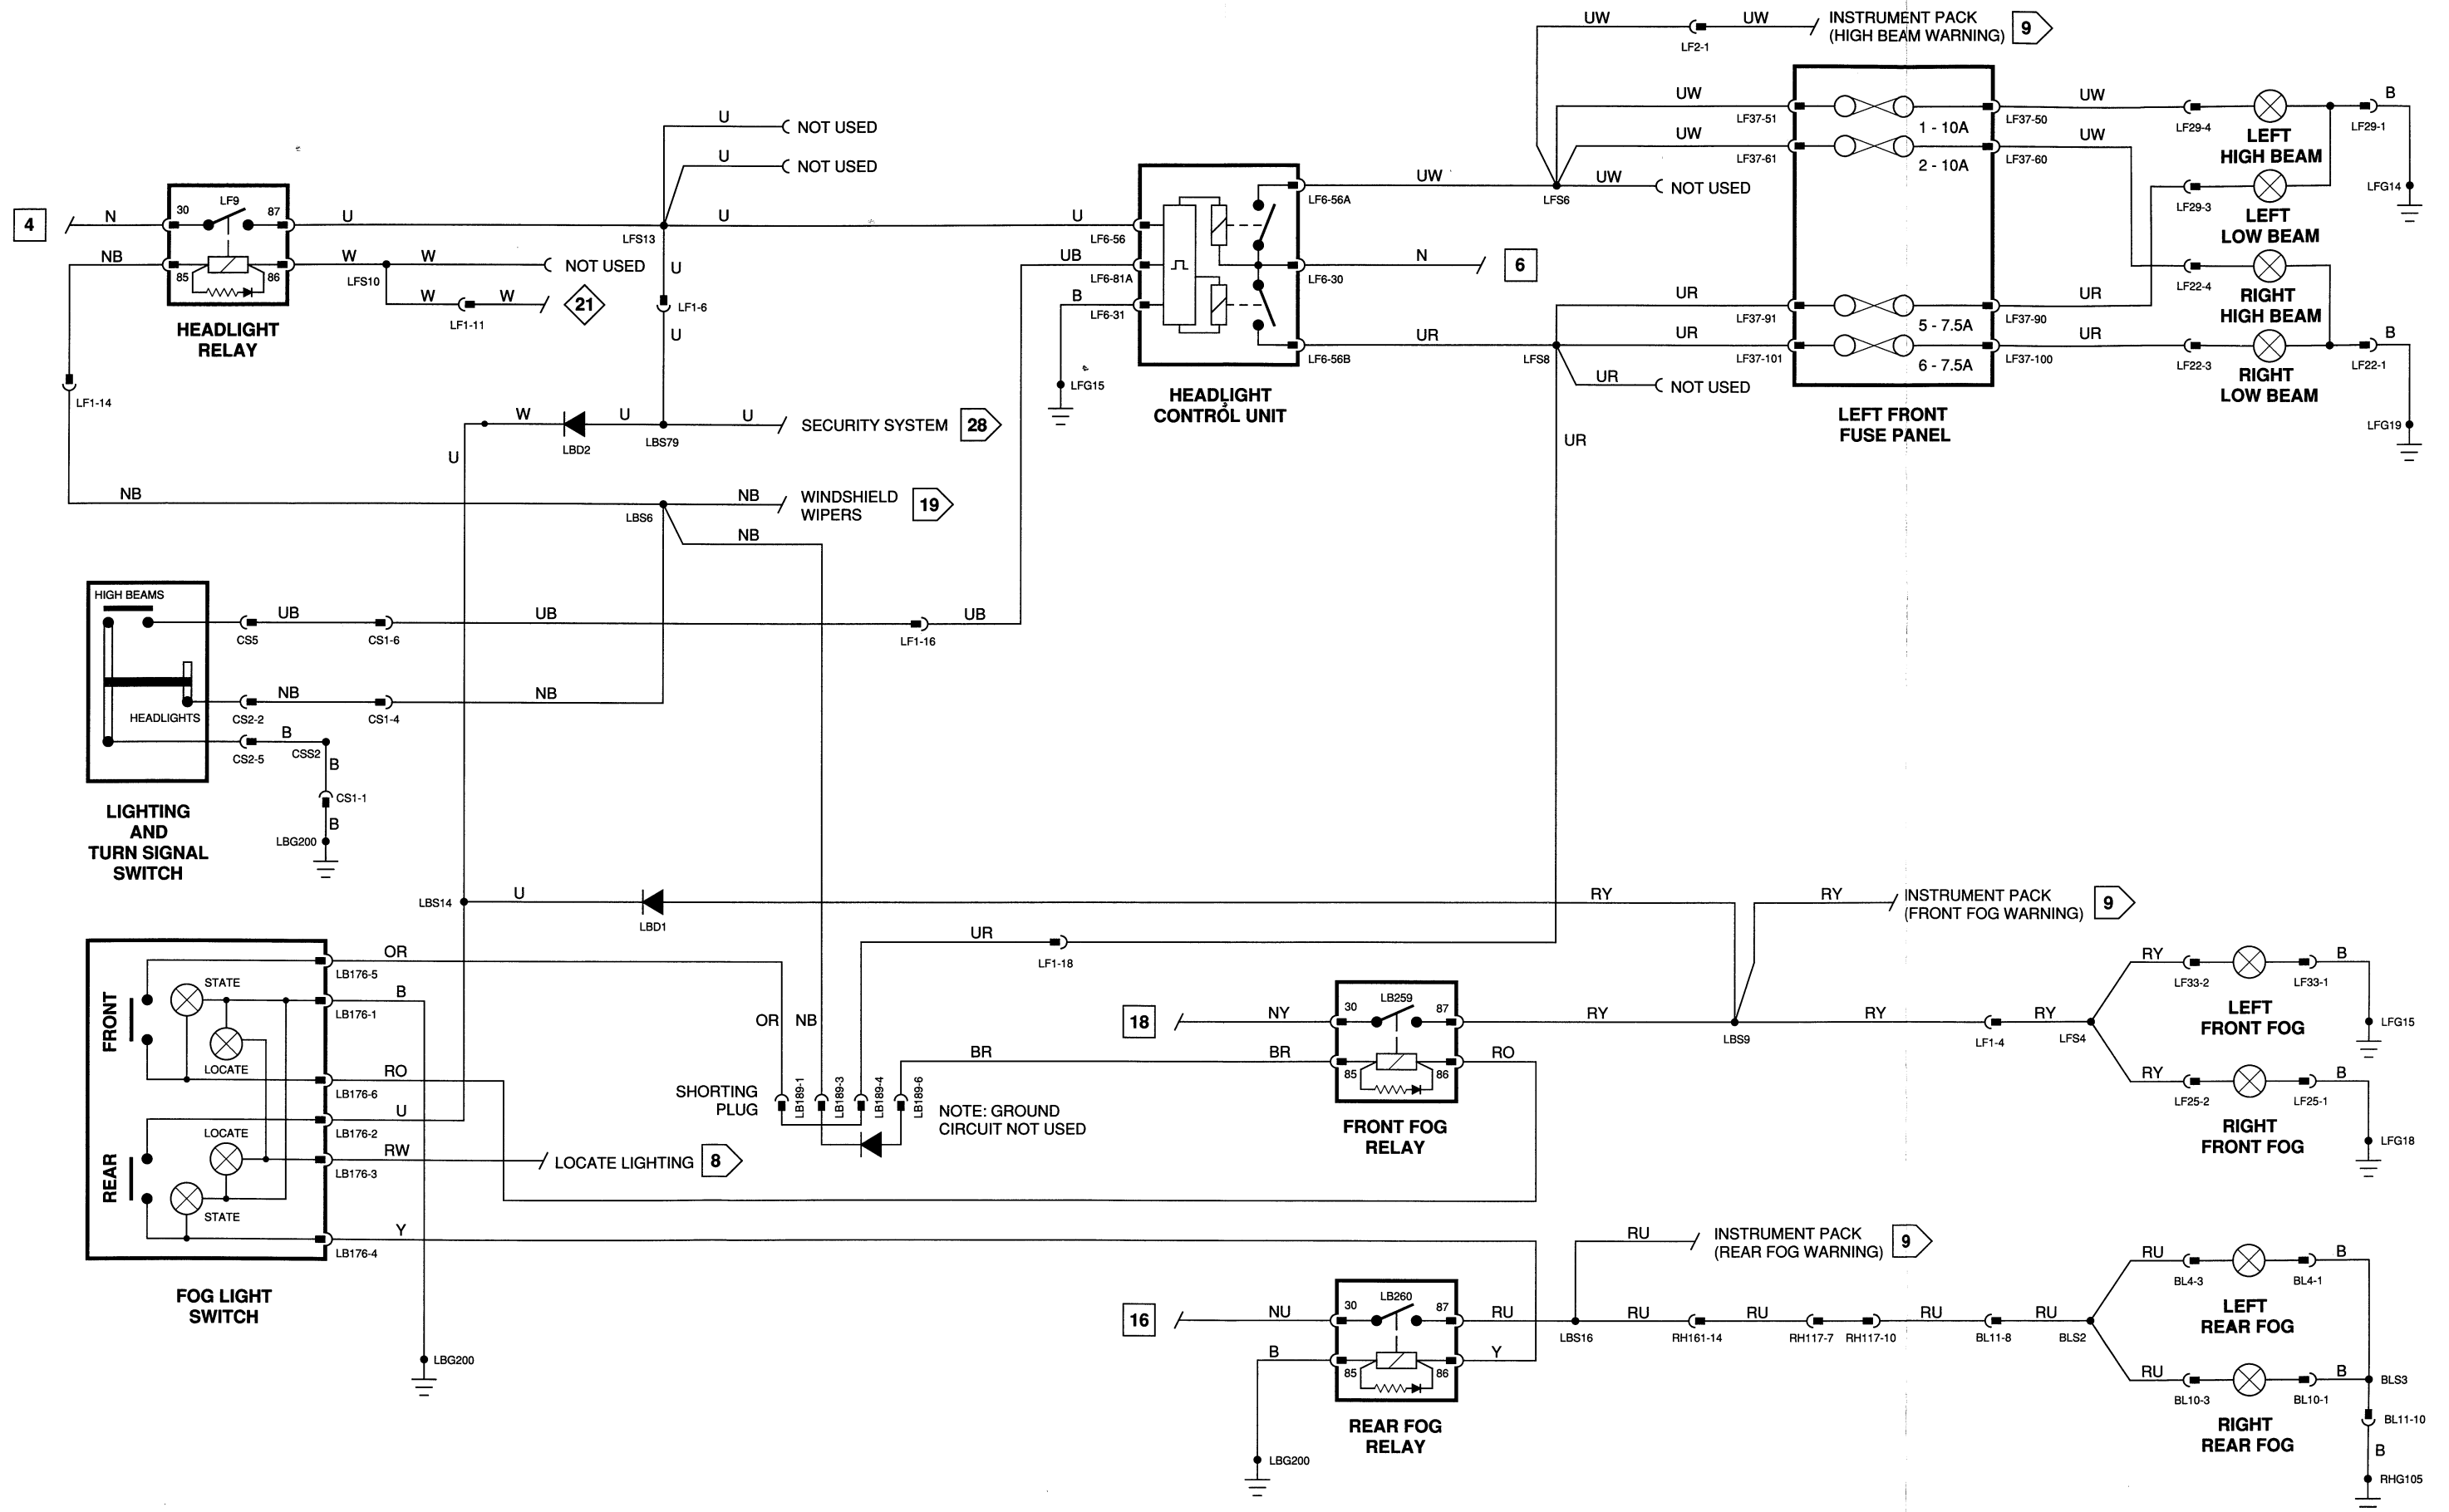 UW
LF2-1
UW
INSTRUMENT PACK
(HIGH BEAM WARNING)
9
U
NOT USED
U
NOT USED
4
N
30
LF9
87
U
LFS13
U
U
LF6-56
NB
85
86
W
LFS10
W
NOT USED
W
LF1-11
W
21
HEADLIGHT
RELAY
LF1-14
U
LF1-6
U
UB
LF6-81A
B
LF6-31
LFG15
HEADLIGHT
CONTROL UNIT
LF6-56A
UW
LFS6
UW
NOT USED
LF6-30
N
6
LF6-56B
UR
LFS8
UR
NOT USED
UR
UW
LF37-51
UW
LF37-61
UR
LF37-91
UR
LF37-101
1 - 10A
2 - 10A
5 - 7.5A
6 - 7.5A
LEFT FRONT
FUSE PANEL
LF37-50
UW
LF37-60
UW
LF37-90
UR
LF37-100
UR
LF29-4
LEFT
HIGH BEAM
LF29-1
B
LFG14
LF29-3
LEFT
LOW BEAM
LF22-4
RIGHT
HIGH BEAM
LF22-3
RIGHT
LOW BEAM
LF22-1
B
LFG19
W
LBD2
U
LBS79
U
SECURITY SYSTEM
28
U
NB
LBS6
NB
WINDSHIELD
WIPERS
19
NB
HIGH BEAMS
HEADLIGHTS
CS5
UB
CS1-6
UB
LF1-16
UB
CS2-2
NB
CS1-4
NB
CS2-5
B
CSS2
B
CS1-1
B
LBG200
LIGHTING
AND
TURN SIGNAL
SWITCH
LBS14
U
LBD1
RY
RY
INSTRUMENT PACK
(FRONT FOG WARNING)
9
UR
LF1-18
FRONT
REAR
STATE
LOCATE
LOCATE
STATE
OR
LB176-5
B
LB176-1
RO
LB176-6
U
LB176-2
RW
LB176-3
LOCATE LIGHTING
8
Y
LB176-4
FOG LIGHT
SWITCH
LBG200
OR
NB
SHORTING
PLUG
LB189-1
LB189-3
LB189-4
LB189-6
NOTE: GROUND
CIRCUIT NOT USED
BR
BR
18
NY
30
LB259
87
85
86
RO
FRONT FOG
RELAY
RY
LBS9
RY
LF1-4
RY
LFS4
RY
LF33-2
LF33-1
B
LEFT
FRONT FOG
LFG15
RY
LF25-2
LF25-1
B
RIGHT
FRONT FOG
LFG18
16
NU
30
LB260
87
85
86
B
LBG200
Y
REAR FOG
RELAY
RU
LBS16
RU
INSTRUMENT PACK
(REAR FOG WARNING)
9
RU
RH161-14
RU
RH117-7
RH117-10
RU
BL11-8
RU
BLS2
RU
BL4-3
BL4-1
B
LEFT
REAR FOG
RU
BL10-3
BL10-1
B
RIGHT
REAR FOG
BLS3
BL11-10
B
RHG105